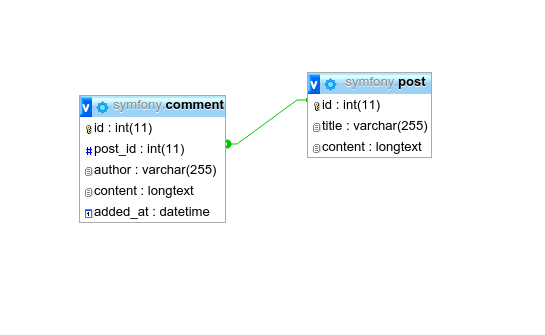 v symfony.comment
id : int(11)
# post_id : int(11)
author : varchar(255)
content : longtext
added_at : datetime
v symfony.post
id : int(11)
title : varchar(255)
content : longtext